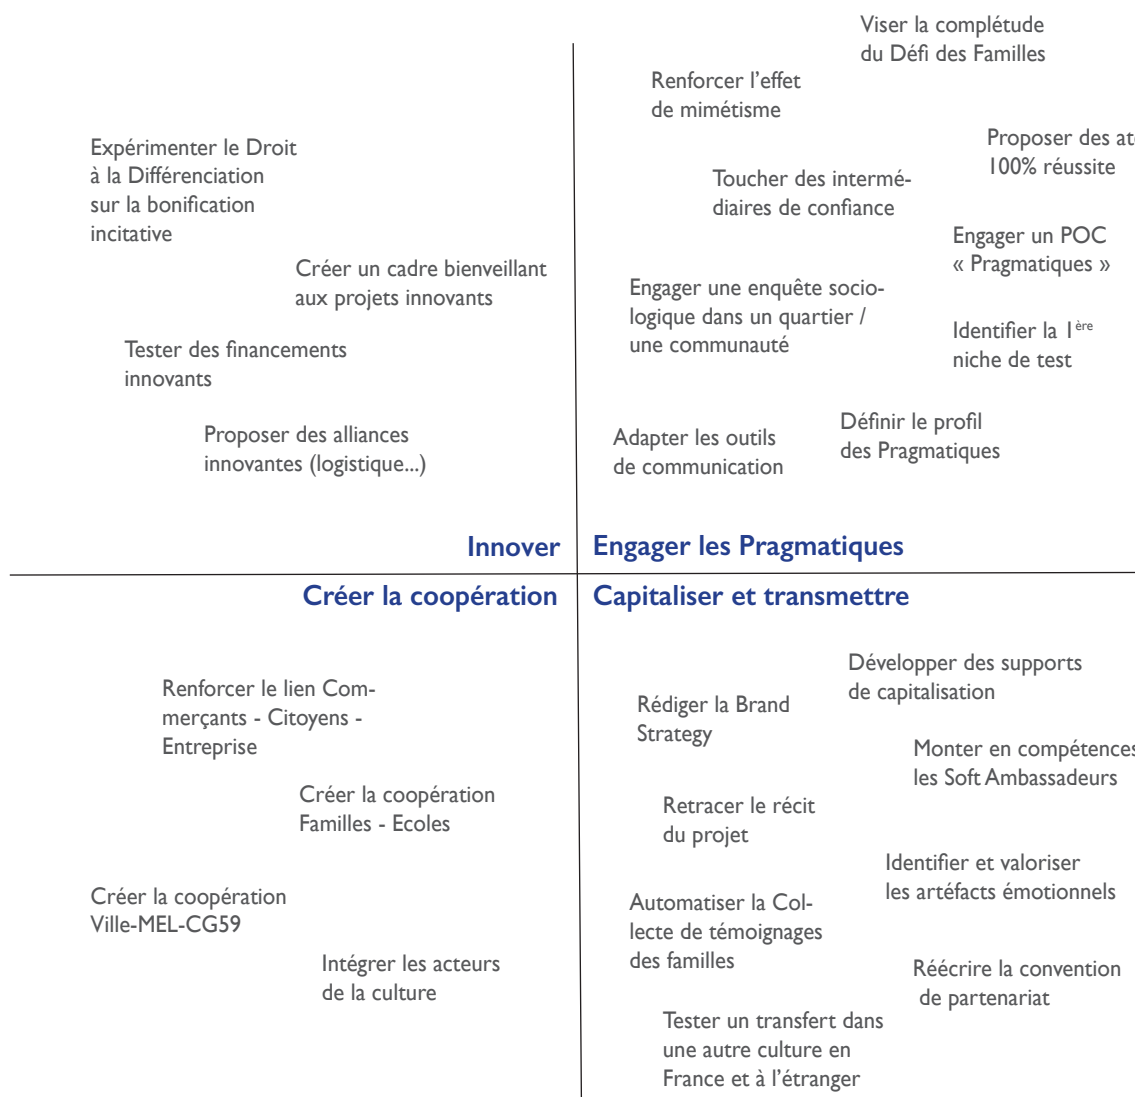 Expérimenter le Droit
à la Différenciation
sur la bonification
incitative
Créer un cadre bienveillant
aux projets innovants
Tester des financements
innovants
Proposer des alliances
innovantes (logistique...)
Innover
Viser la complétude
du Défi des Familles
Renforcer l’effet
de mimétisme
Proposer des
100% réussite
Toucher des intermé-
diaires de confiance
Engager un POC
« Pragmatiques »
Engager une enquête socio-
logique dans un quartier /
une communauté
Identifier la 1ère
niche de test
Définir le profil
des Pragmatiques
Adapter les outils
de communication
Engager les Pragmatiques
Créer la coopération
Renforcer le lien Com-
merçants - Citoyens -
Entreprise
Créer la coopération
Familles - Ecoles
Créer la coopération
Ville-MEL-CG59
Intégrer les acteurs
de la culture
Capitaliser et transmettre
Développer des supports
de capitalisation
Rédiger la Brand
Strategy
Monter en compétences
les Soft Ambassadeurs
Retracer le récit
du projet
Identifier et valoriser
les artéfacts émotionnels
Automatiser la Col-
lecte de témoignages
des familles
Réécrire la convention
de partenariat
Tester un transfert dans
une autre culture en
France et à l’étranger